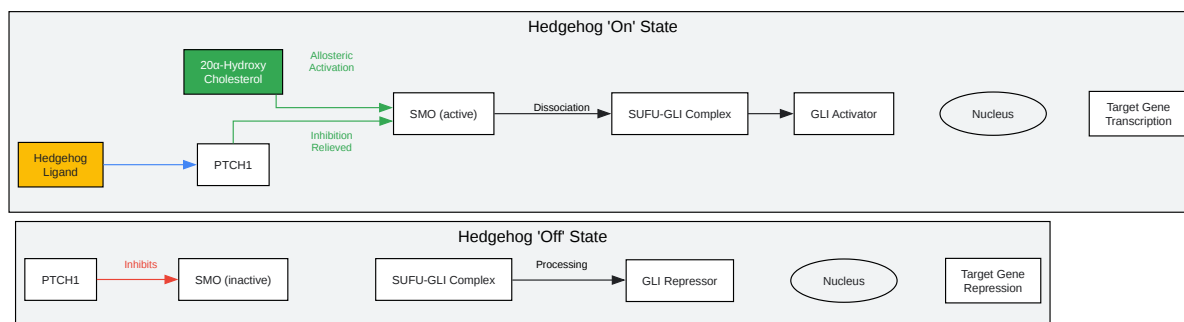 Hedgehog 'On' State
20α-Hydroxy
Cholesterol
Allosteric
Activation
SMO (active)
Dissociation
SUFU-GLI Complex
GLI Activator
Nucleus
Target Gene
Transcription
Inhibition
Relieved
Hedgehog
Ligand
PTCH1
Hedgehog 'Off' State
PTCH1
Inhibits
SMO (inactive)
SUFU-GLI Complex
Processing
GLI Repressor
Nucleus
Target Gene
Repression